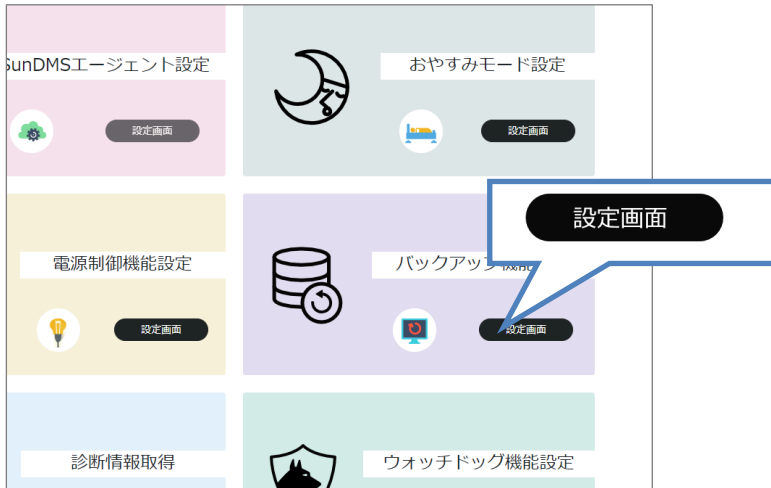 SunDMSエージェント設定
設定画面
おやすみモード設定
設定画面
電源制御機能設定
設定画面
バックアップ機能
設定画面
設定画面
診断情報取得
ウォッチドッグ機能設定